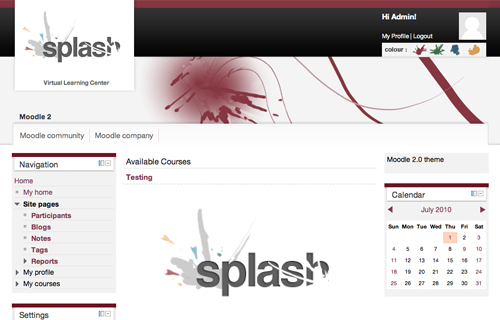 Hi Admin!
splash
My Profile | Logout
colour :
Virtual Learning Center
Moodle 2
Moodle community
Moodle company
Navigation
Home
My home
Site pages
Participants
Blogs
Notes
Tags
Reports
My profile
My courses
Settings
Available Courses
Testing
splash
Moodle 2.0 theme
Calendar
July 2010
Sun Mon Tue Wed Thu Fri Sat
1 2 3
4 5 6 7 8 9 10
11 12 13 14 15 16 17
18 19 20 21 22 23 24
25 26 27 28 29 30 31